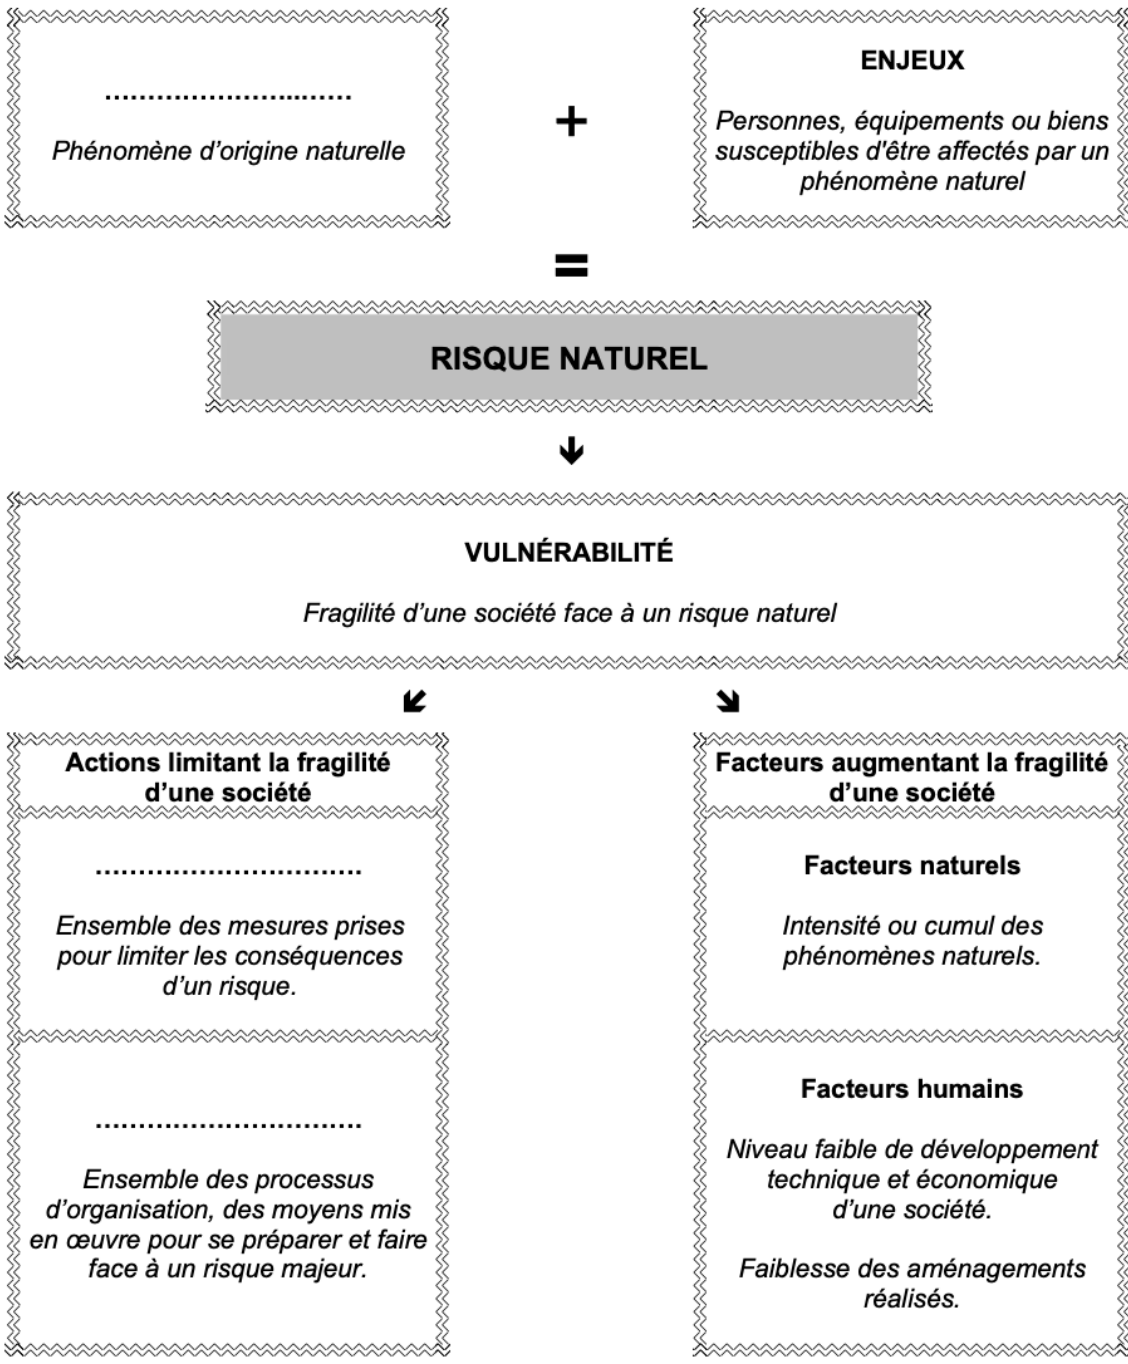 …………………...……
Phénomène d’origine naturelle
+
ENJEUX
Personnes, équipements ou biens
susceptibles d'être affectés par un
phénomène naturel
=
RISQUE NATUREL
VULNÉRABILITÉ
Fragilité d’une société face à un risque naturel
Actions limitant la fragilité
d’une société
………………………….
Ensemble des mesures prises
pour limiter les conséquences
d’un risque.
………………………….
Ensemble des processus
d’organisation, des moyens mis
en œuvre pour se préparer et faire
face à un risque majeur.
Facteurs augmentant la fragilité
d’une société
Facteurs naturels
Intensité ou cumul des
phénomènes naturels.
Facteurs humains
Niveau faible de développement
technique et économique
d’une société.
Faiblesse des aménagements
réalisés.